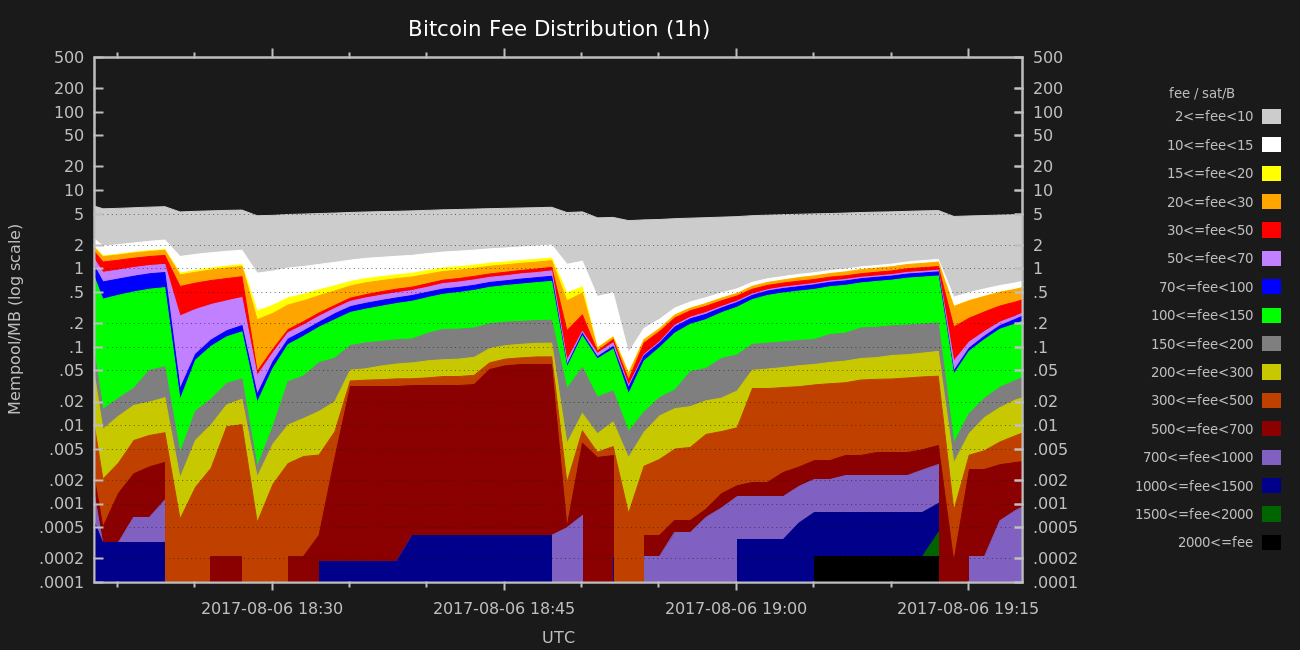 Bitcoin Fee Distribution (1h)
500 500
200 200
100 100
50 50
20 20
10 10
5 5
2 2
1 1
.5 .5
.2 .2
.1 .1
.05 .05
.02 .02
.01 .01
.005 .005
.002 .002
.001 .001
.0005 .0005
.0002 .0002
.0001 .0001
Mempool/MB (log scale)
2017-08-06 18:30 2017-08-06 18:45 2017-08-06 19:00 2017-08-06 19:15
UTC
fee / sat/B
2<=fee<10
10<=fee<15
15<=fee<20
20<=fee<30
30<=fee<50
50<=fee<70
70<=fee<100
100<=fee<150
150<=fee<200
200<=fee<300
300<=fee<500
500<=fee<700
700<=fee<1000
1000<=fee<1500
1500<=fee<2000
2000<=fee